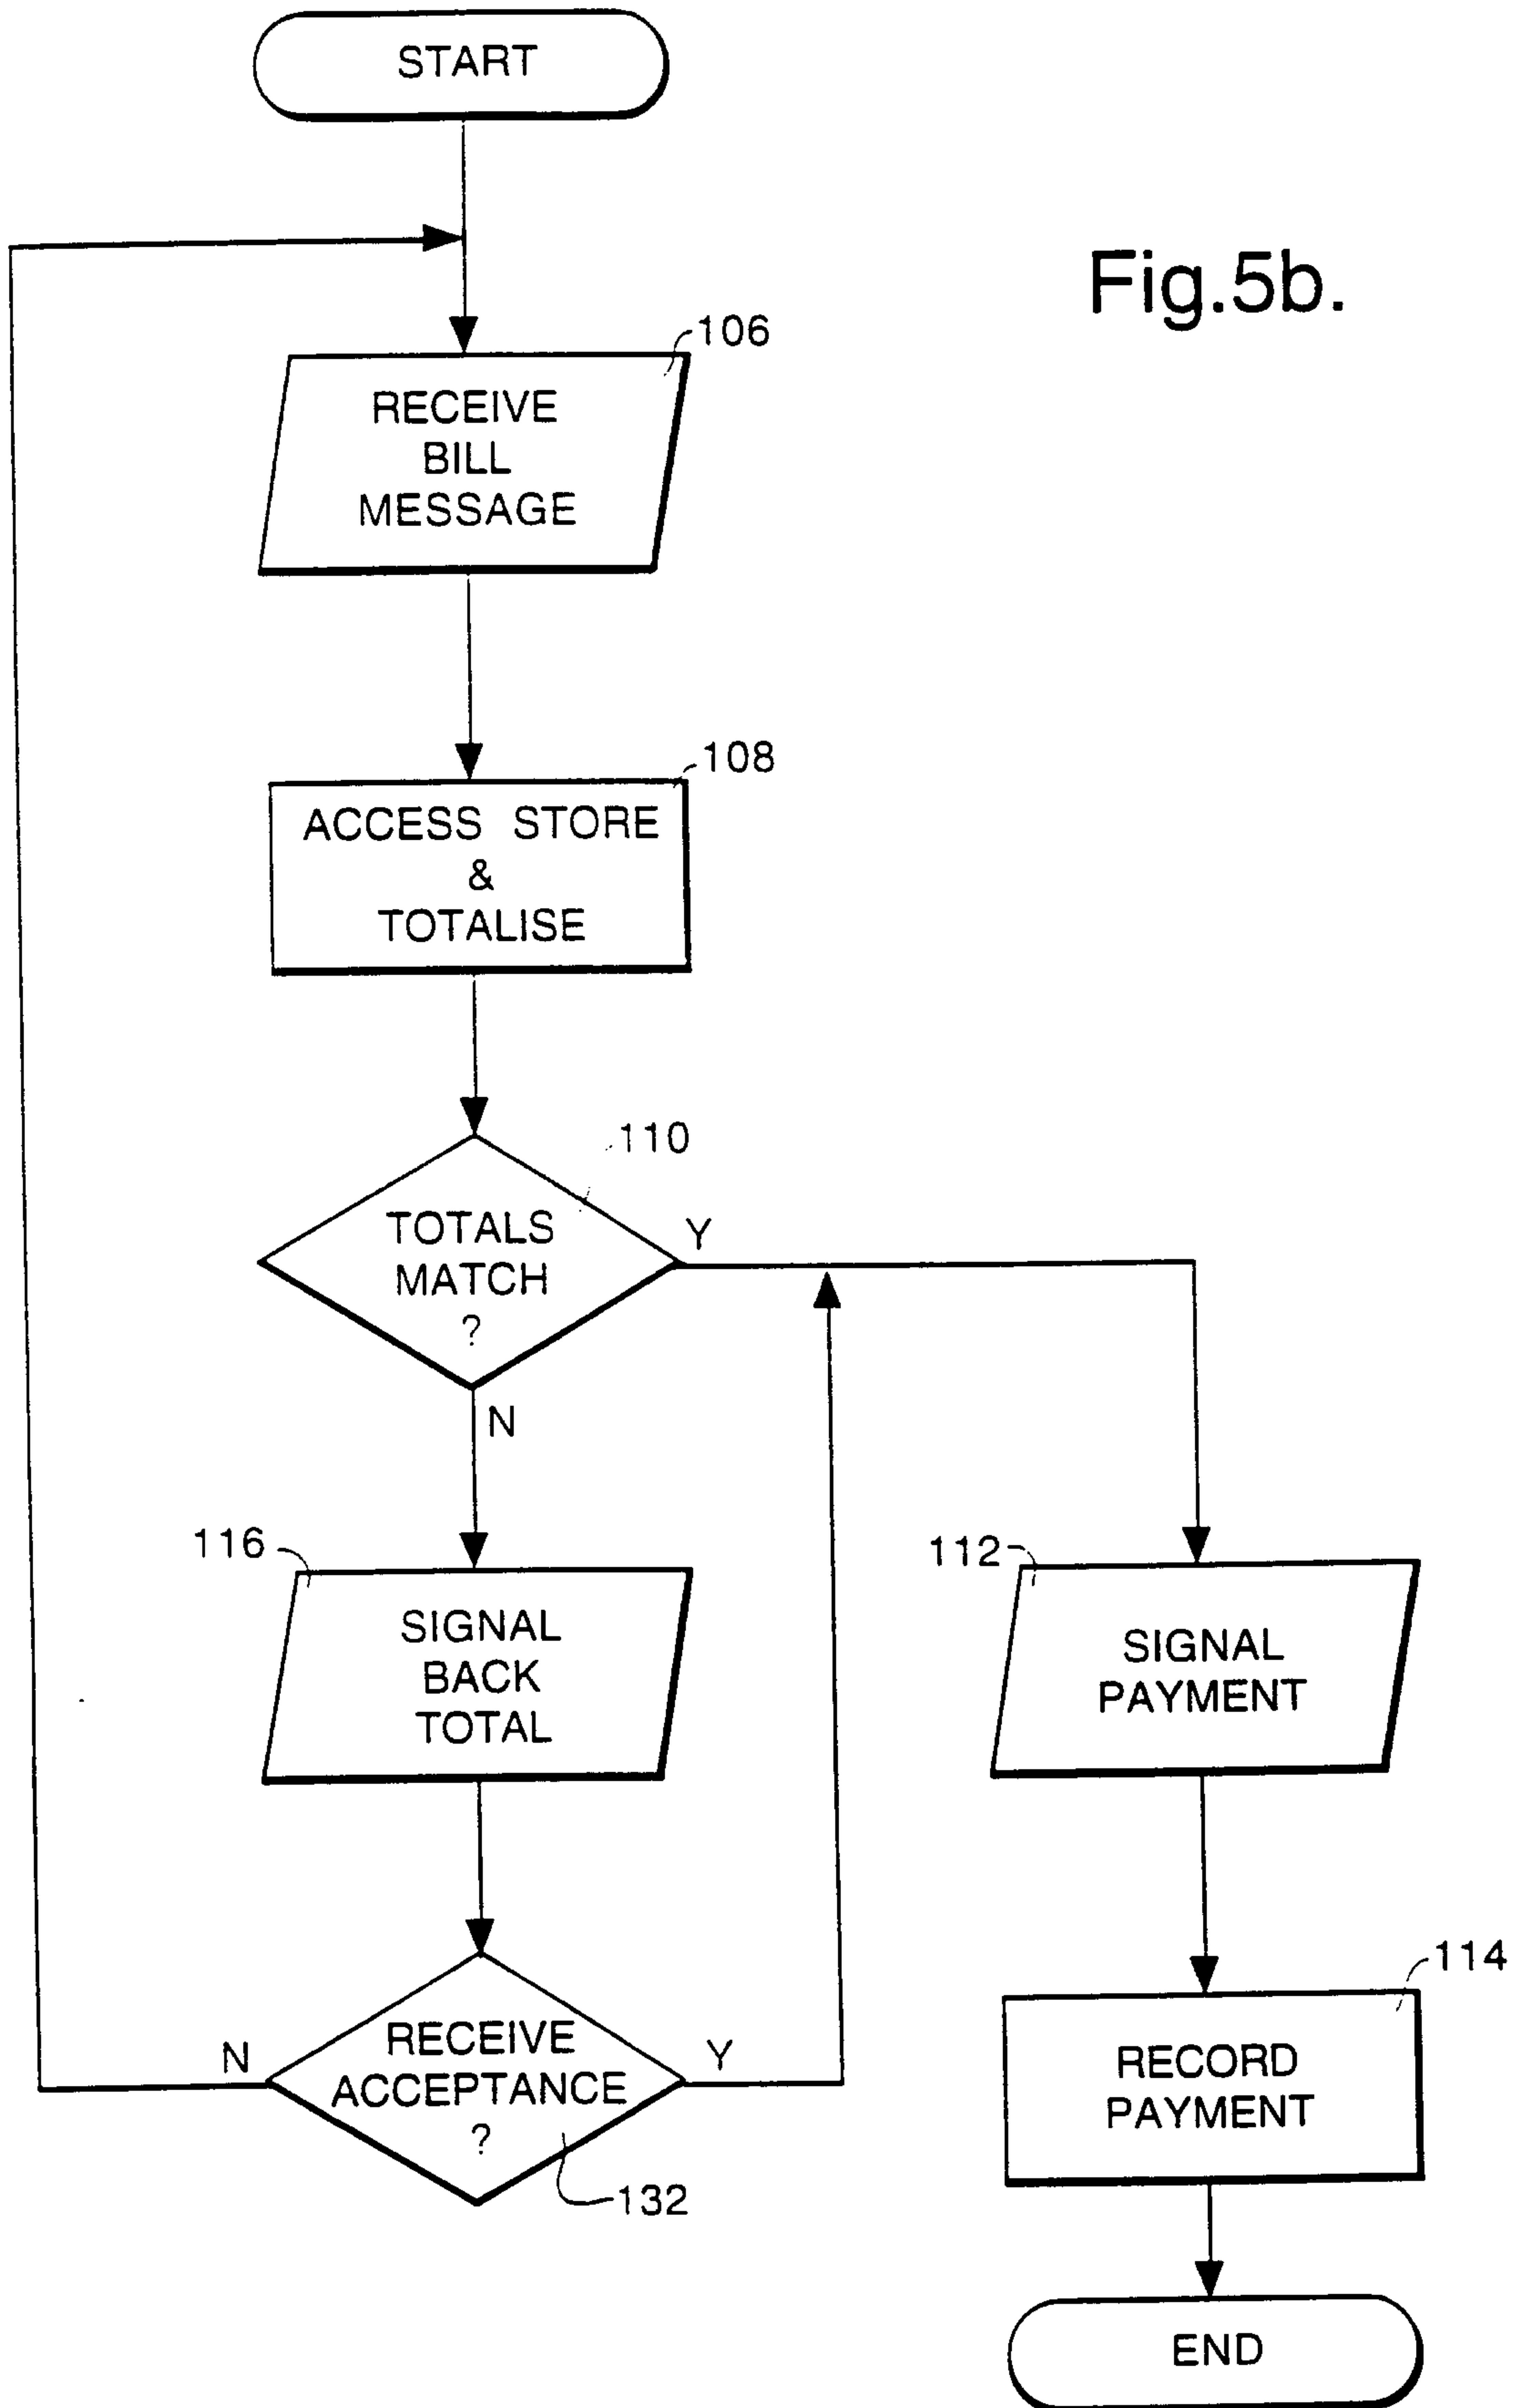 START
Fig.5b.
106
RECEIVE
BILL
MESSAGE
108
ACCESS STORE
&
TOTALISE
110
TOTALS
MATCH
?
Y
N
116
SIGNAL
BACK
TOTAL
112
SIGNAL
PAYMENT
RECEIVE
ACCEPTANCE
?
N
Y
132
114
RECORD
PAYMENT
END